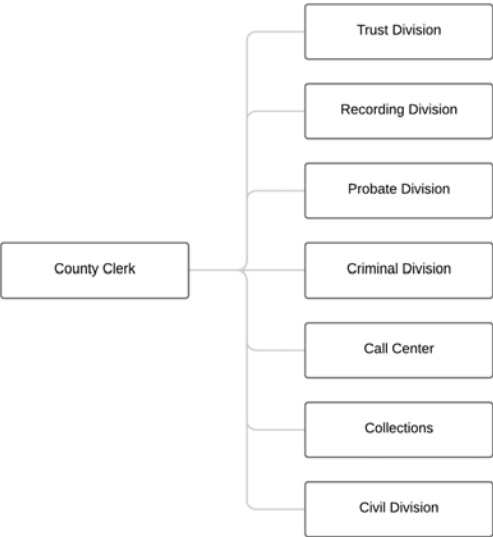 Trust Division
Recording Division
Probate Division
County Clerk
Criminal Division
Call Center
Collections
Civil Division